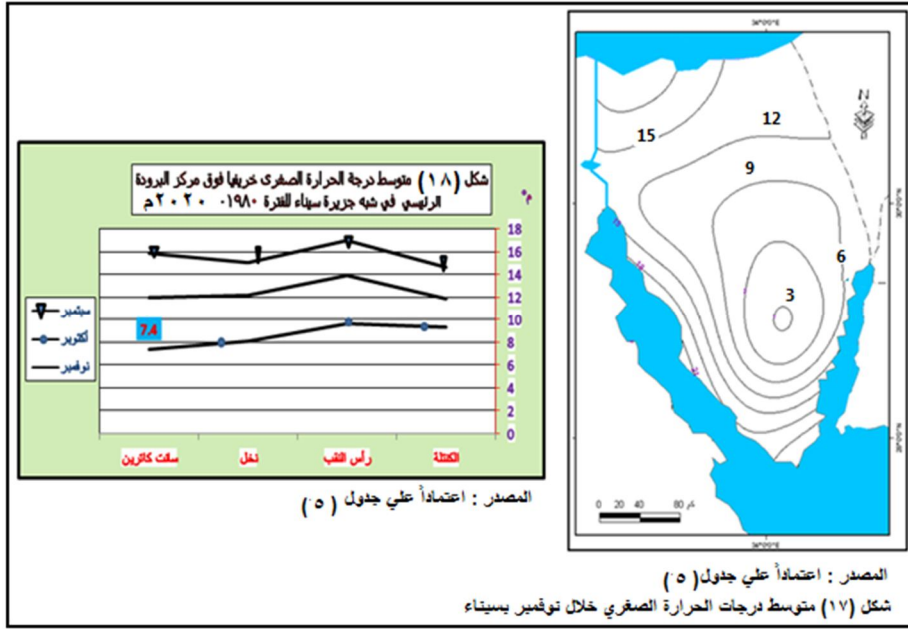 شكل (١٨) متوسط درجة الحرارة الصغرى خريفيا فوق مركز البرودة
الرئيسي في شبه جزيرة سيناء للفترة ١٩٨٠- ٢٠٢٠م
م°
18
16
14
12
10
8
6
4
2
0
سبتمبر
أكتوبر
نوفمبر
7.4
الكنتلة
رأس النقب
نخل
سانت كاترين
المصدر : اعتماداً علي جدول (٥)
N
15
12
9
6
3
0 20 40 80 كم
المصدر : اعتماداً علي جدول(٥)
شكل (١٧) متوسط درجات الحرارة الصغري خلال نوفمبر بسيناء